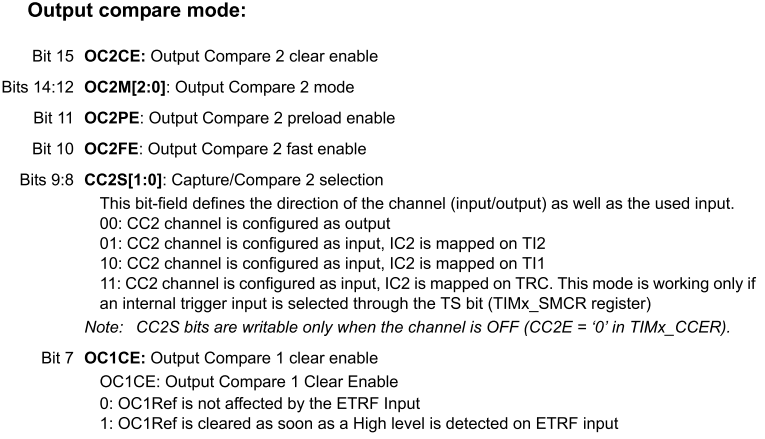 Output compare mode:
Bit 15 OC2CE: Output Compare 2 clear enable
Bits 14:12 OC2M[2:0]: Output Compare 2 mode
Bit 11 OC2PE: Output Compare 2 preload enable
Bit 10 OC2FE: Output Compare 2 fast enable
Bits 9:8 CC2S[1:0]: Capture/Compare 2 selection
This bit-field defines the direction of the channel (input/output) as well as the used input.
00: CC2 channel is configured as output
01: CC2 channel is configured as input, IC2 is mapped on TI2
10: CC2 channel is configured as input, IC2 is mapped on TI1
11: CC2 channel is configured as input, IC2 is mapped on TRC. This mode is working only if
an internal trigger input is selected through the TS bit (TIMx_SMCR register)
Note: CC2S bits are writable only when the channel is OFF (CC2E = ‘0’ in TIMx_CCER).
Bit 7 OC1CE: Output Compare 1 clear enable
OC1CE: Output Compare 1 Clear Enable
0: OC1Ref is not affected by the ETRF Input
1: OC1Ref is cleared as soon as a High level is detected on ETRF input